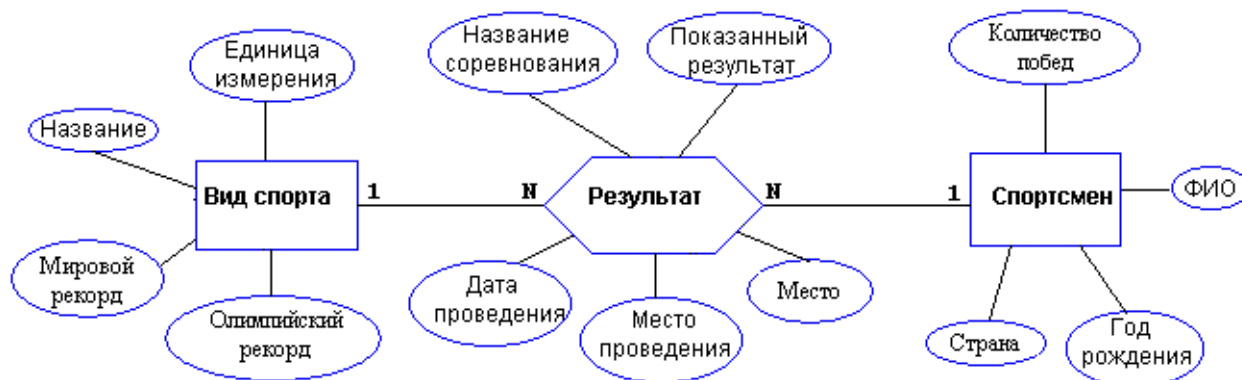 Единица
измерения
Название
соревнования
Показанный
результат
Количество
побед
Название
Вид спорта
1
N
Результат
N
1
Спортсмен
ФИО
Мировой
рекорд
Олимпийский
рекорд
Дата
проведения
Место
проведения
Место
Страна
Год
рождения